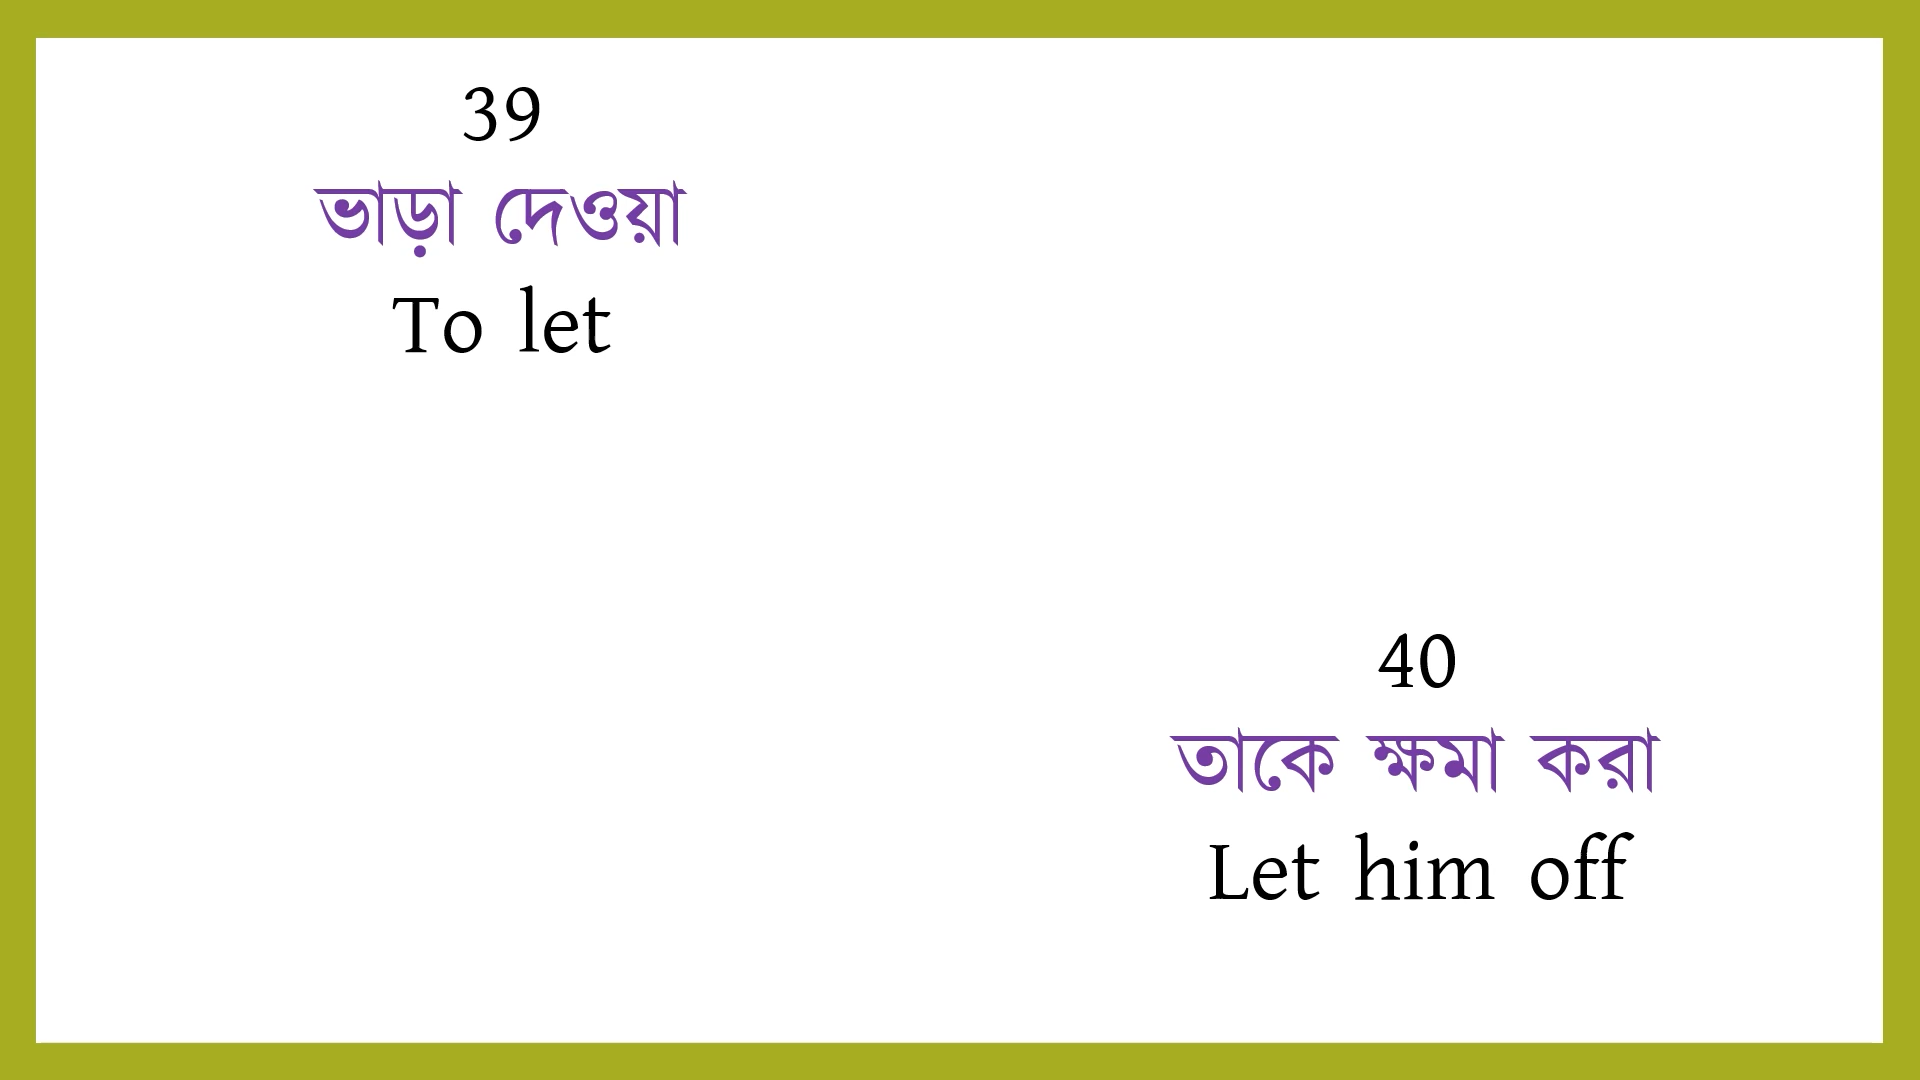 39
ভাড়া দেওয়া
To let
40
তাকে ক্ষমা করা
Let him off